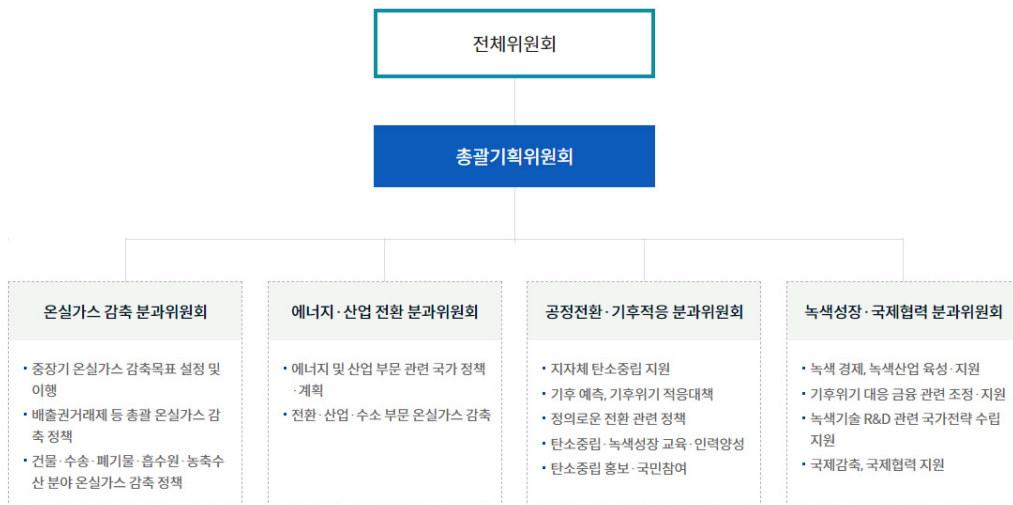 전체위원회
총괄기획위원회
온실가스 감축 분과위원회
· 중장기 온실가스 감축목표 설정 및
이행
· 배출권거래제 등 총괄 온실가스 감
축 정책
· 건물·수송·폐기물·흡수원·농축수
산 분야 온실가스 감축 정책
에너지·산업 전환 분과위원회
· 에너지 및 산업 부문 관련 국가 정책
·계획
· 전환·산업·수소 부문 온실가스 감축
공정전환·기후적응 분과위원회
· 지자체 탄소중립 지원
· 기후 예측, 기후위기 적응대책
· 정의로운 전환 관련 정책
· 탄소중립·녹색성장 교육·인력양성
· 탄소중립 홍보·국민참여
녹색성장·국제협력 분과위원회
· 녹색 경제, 녹색산업 육성·지원
· 기후위기 대응 금융 관련 조정·지원
· 녹색기술 R&D 관련 국가전략 수립
지원
· 국제감축, 국제협력 지원